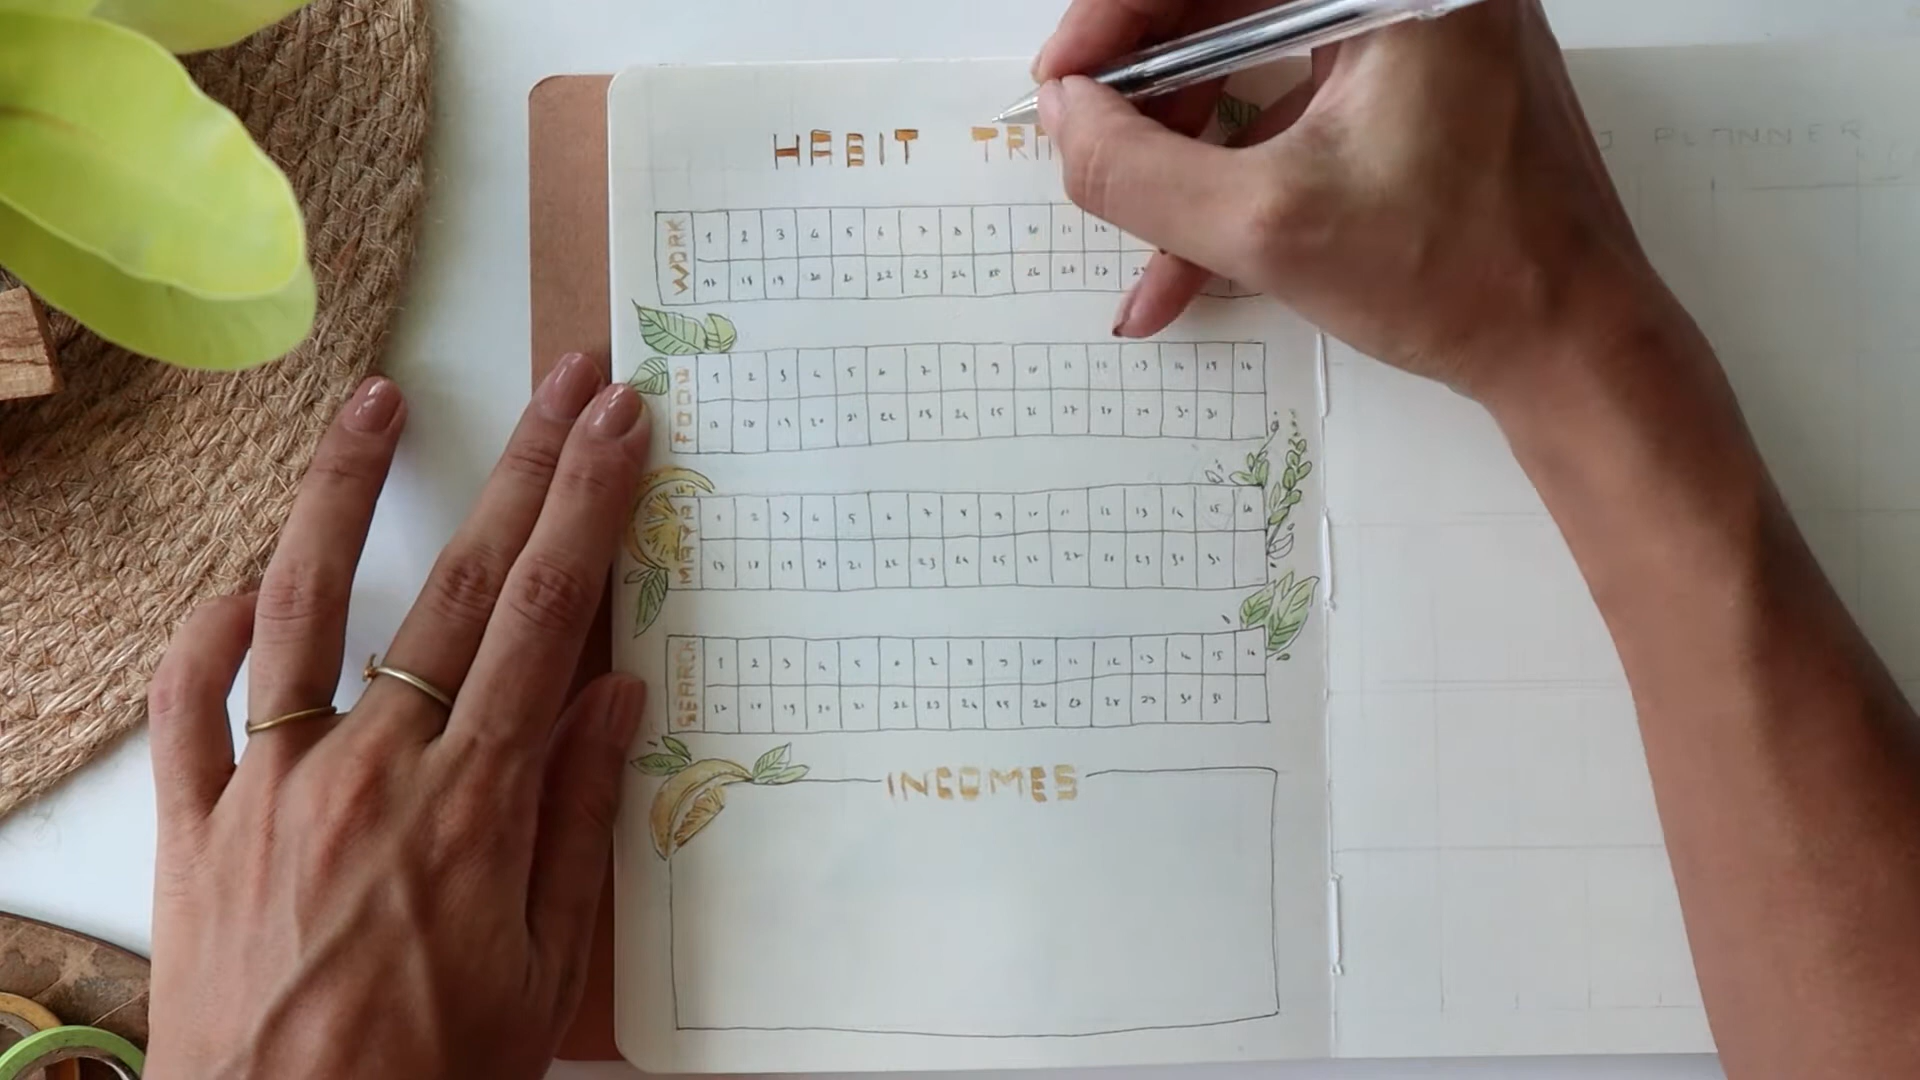 HABIT TRA
PLANNER
WORK
1 2 3 4 5 6 7 8 9 10 11 12
17 18 19 20 21 22 23 24 25 26 27
FOOD
1 2 3 4 5 6 7 8 9 10 11 12 13 14 15 16
17 18 19 20 21 22 23 24 25 26 27 28 29 30 31
1 2 3 4 5 6 7 8 9 10 11 12 13 14 15 16
17 18 19 20 21 22 23 24 25 26 27 28 29 30 31
SEARCH
1 2 3 4 5 6 7 8 9 10 11 12 13 14 15 16
17 18 19 20 21 22 23 24 25 26 27 28 29 30 31
INCOMES